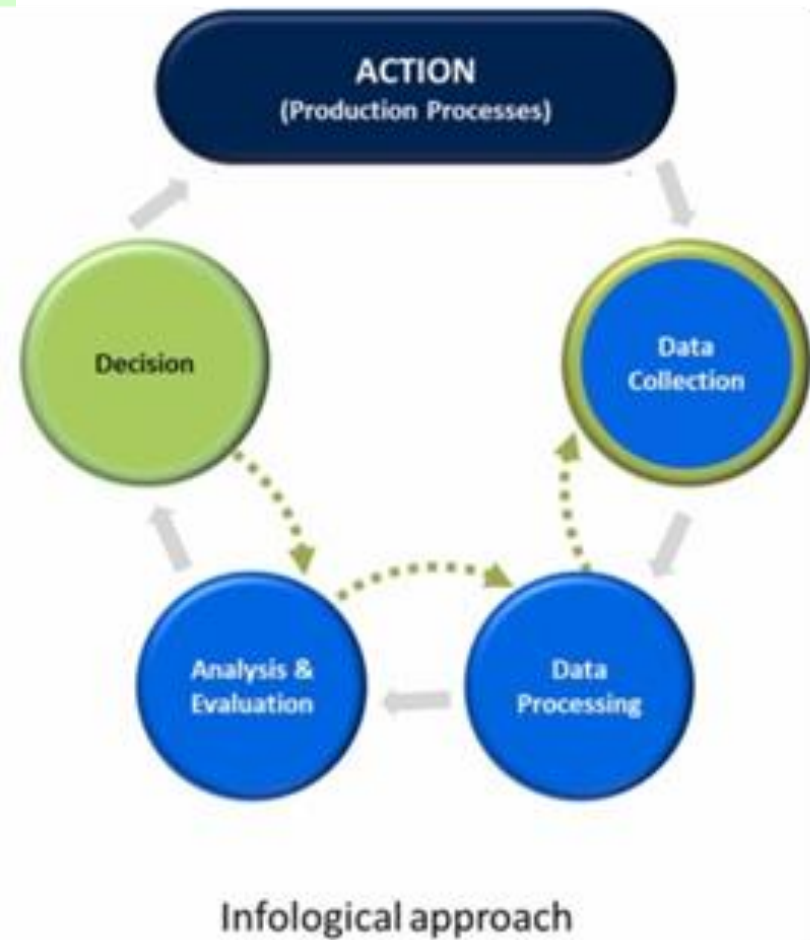 ACTION
(Production Processes)
Decision
Data
Collection
Analysis &
Evaluation
Data
Processing
Infological approach